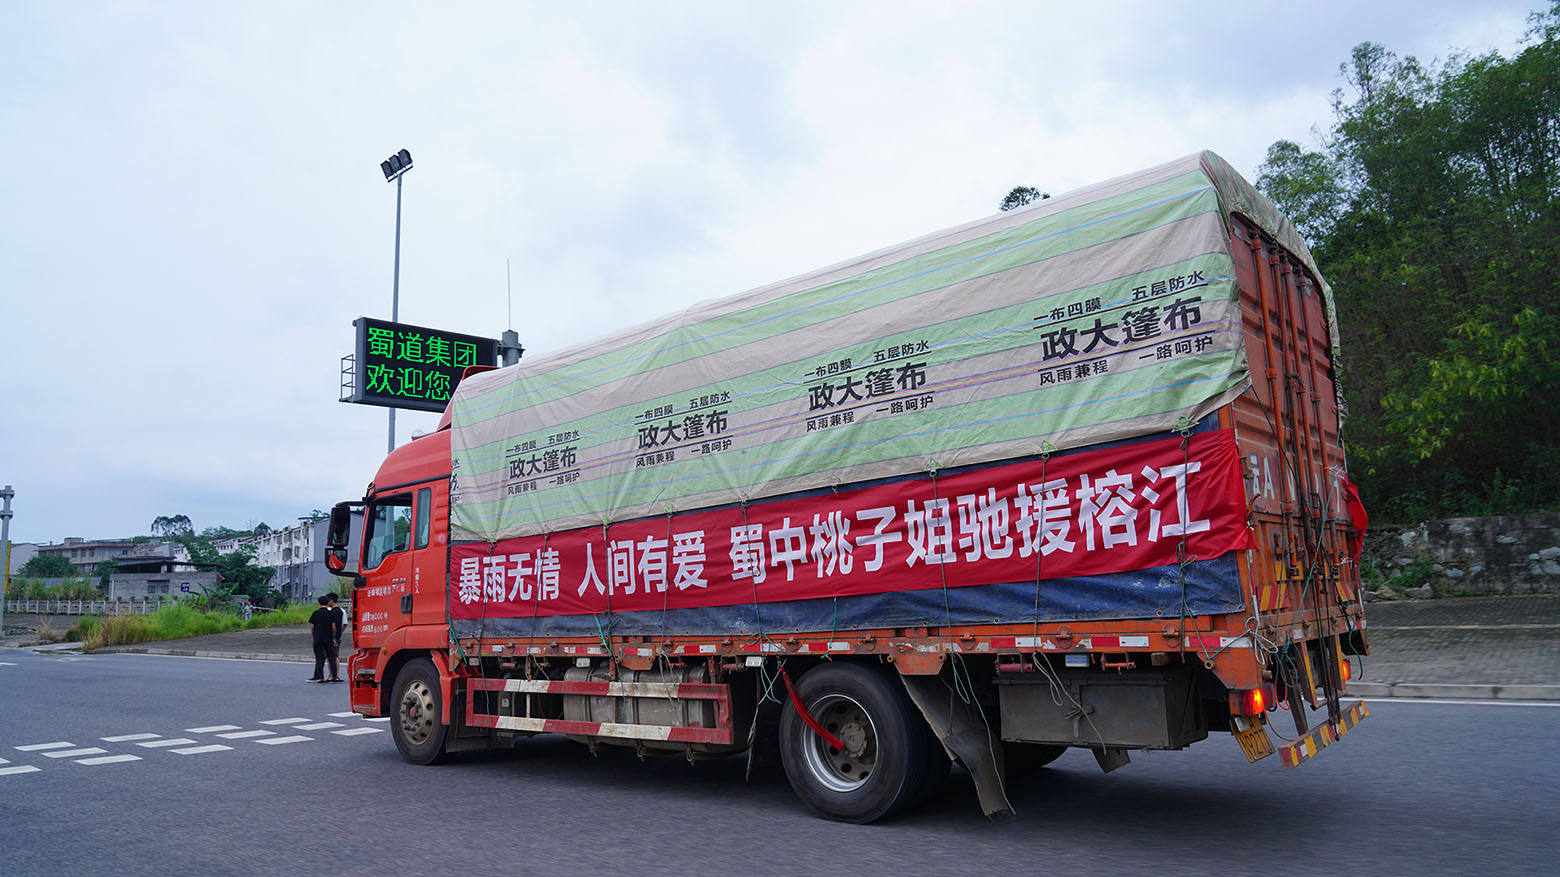 蜀道集团
欢迎您
一布四膜 五层防水
政大篷布
风雨兼程 一路呵护
一布四膜 五层防水
政大篷布
风雨兼程 一路呵护
一布四膜 五层防水
政大篷布
风雨兼程 一路呵护
一布四膜 五层防水
政大篷布
风雨兼程 一路呵护
暴雨无情 人间有爱 蜀中桃子姐驰援榕江